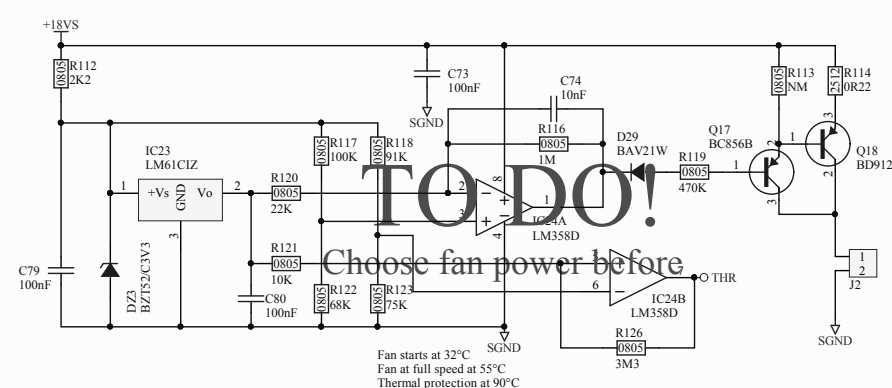 +18VS
R112
0805
2K2
C73
100nF
SGND
C74
10nF
R113
0805
NM
R114
2512
0R22
IC23
LM61CIZ
R117
0805
100K
R118
0805
91K
R116
0805
1M
D29
BAV21W
Q17
BC856B
Q18
BD912
1
+Vs
GND
Vo
2
3
R120
0805
22K
2
3
8
4
1
IC24A
LM358D
R119
0805
470K
1
2
3
1
3
2
TO DO!
Choose fan power before
R121
0805
10K
C79
100nF
DZ3
BZT52/C3V3
C80
100nF
R122
0805
68K
R123
0805
75K
6
7
THR
IC24B
LM358D
R126
0805
3M3
SGND
1
2
J2
SGND
Fan starts at 32°C
Fan at full speed at 55°C
Thermal protection at 90°C